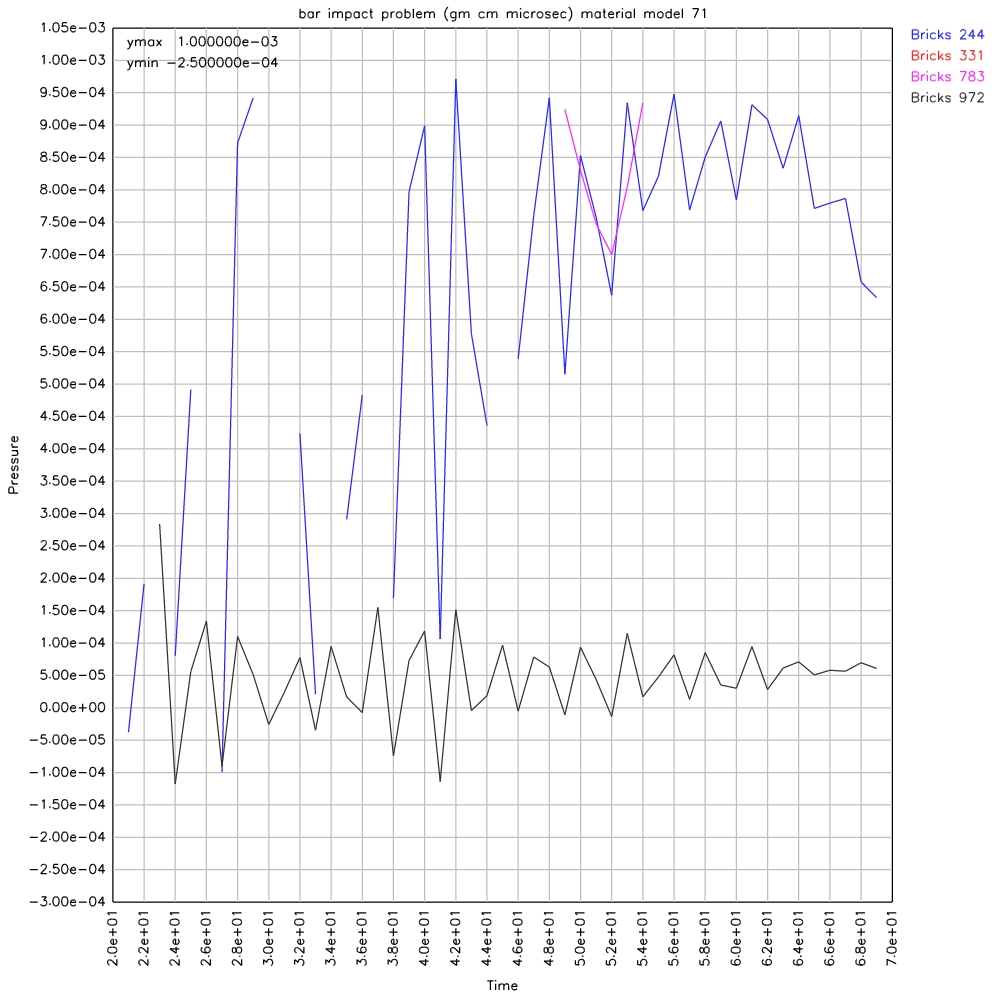 bar impact problem (gm cm microsec) material model 71
ymax 1.000000e-03
ymin -2.500000e-04
Bricks 244
Bricks 331
Bricks 783
Bricks 972
1.05e-03
1.00e-03
9.50e-04
9.00e-04
8.50e-04
8.00e-04
7.50e-04
7.00e-04
6.50e-04
6.00e-04
5.50e-04
5.00e-04
4.50e-04
4.00e-04
3.50e-04
3.00e-04
2.50e-04
2.00e-04
1.50e-04
1.00e-04
5.00e-05
0.00e+00
-5.00e-05
-1.00e-04
-1.50e-04
-2.00e-04
-2.50e-04
-3.00e-04
Pressure
2.0e+01
2.2e+01
2.4e+01
2.6e+01
2.8e+01
3.0e+01
3.2e+01
3.4e+01
3.6e+01
3.8e+01
4.0e+01
4.2e+01
4.4e+01
4.6e+01
4.8e+01
5.0e+01
5.2e+01
5.4e+01
5.6e+01
5.8e+01
6.0e+01
6.2e+01
6.4e+01
6.6e+01
6.8e+01
7.0e+01
Time